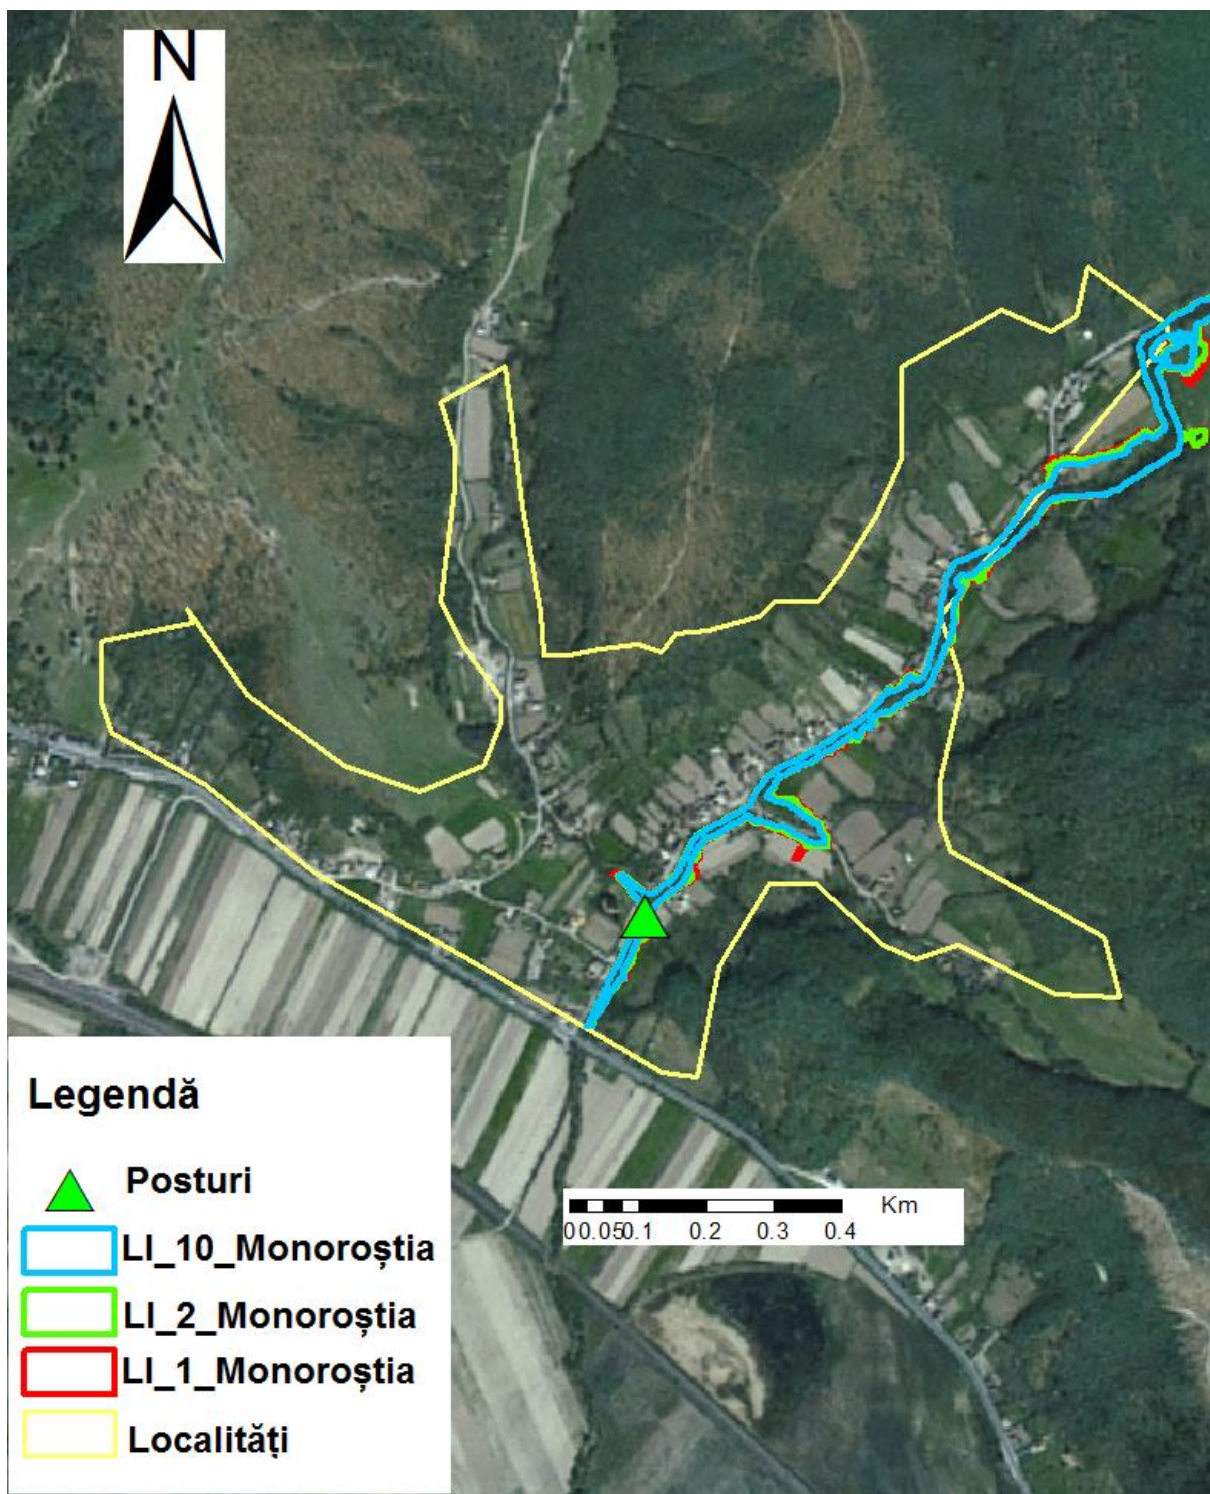 N
Legendă
Posturi
LI_10_Monoroștia
LI_2_Monoroștia
LI_1_Monoroștia
Localități
Km
0 0.05 0.1 0.2 0.3 0.4